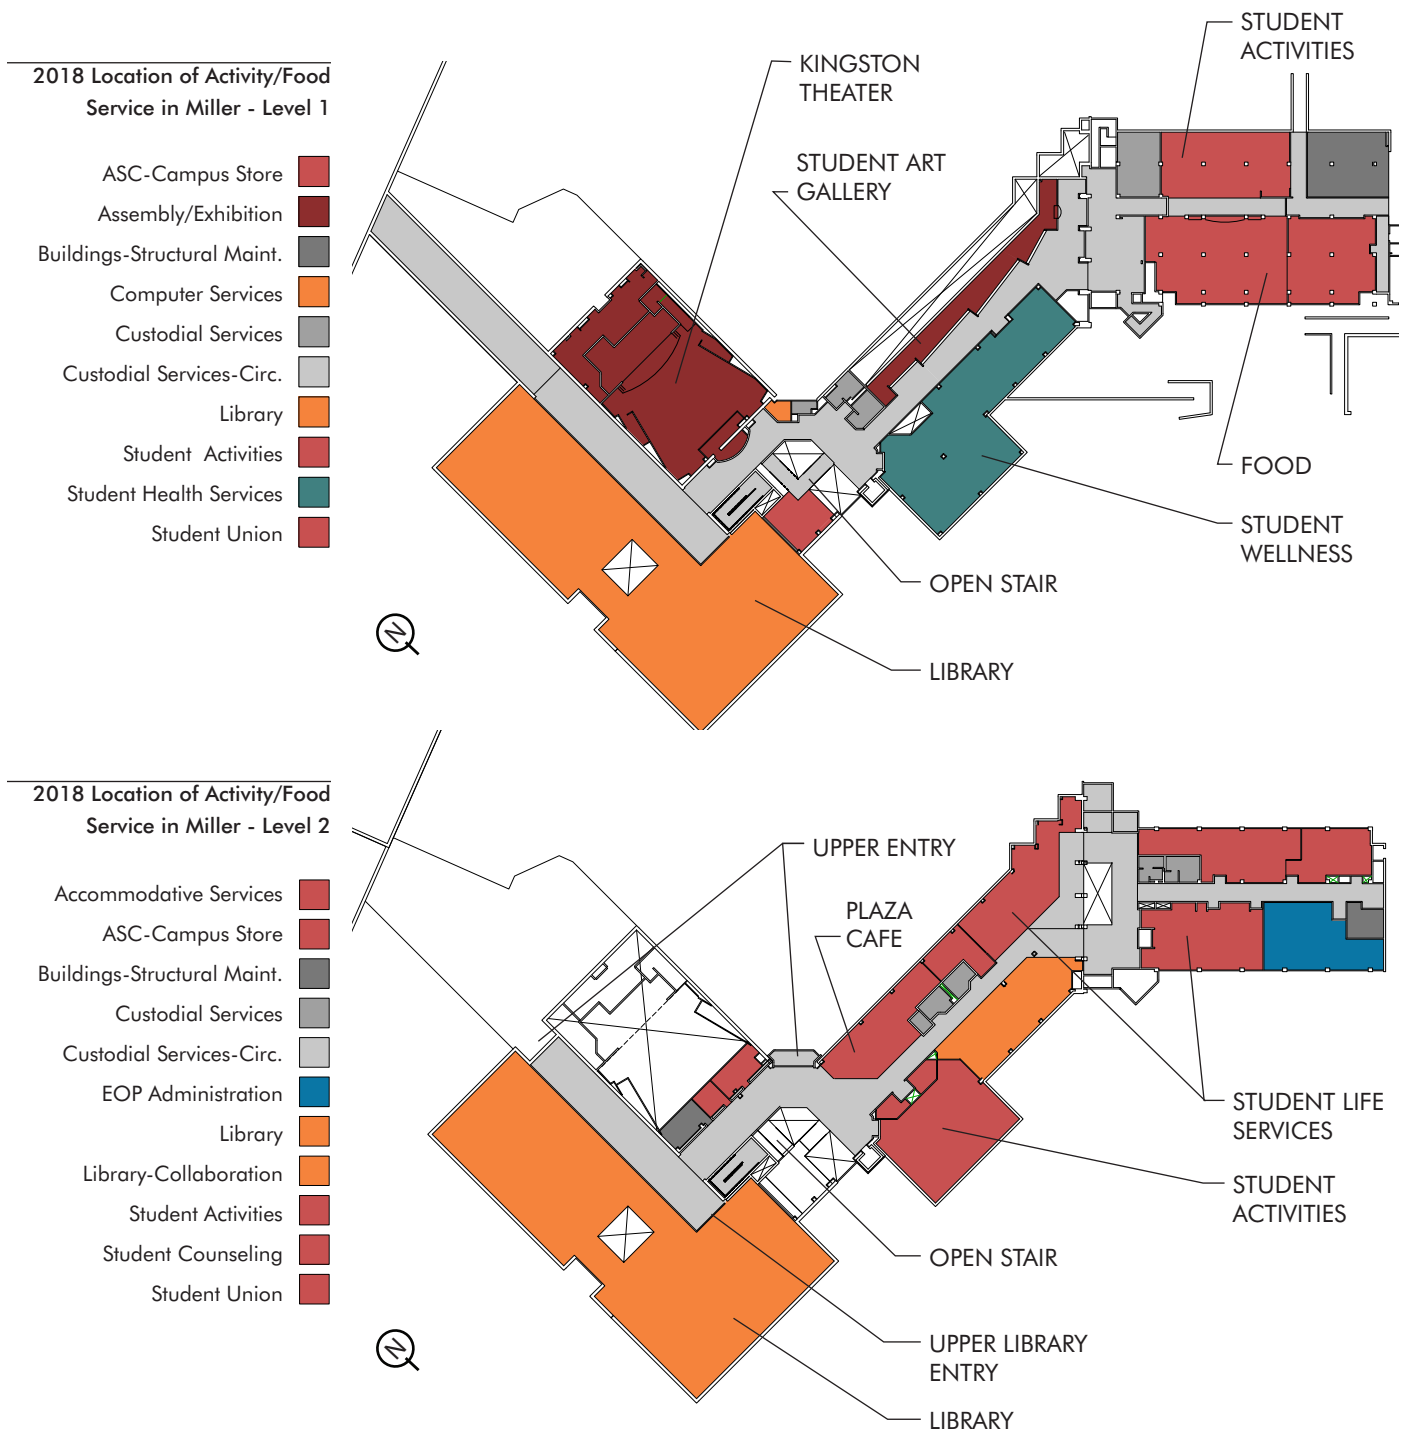 2018 Location of Activity/Food
Service in Miller - Level 1
ASC-Campus Store
Assembly/Exhibition
Buildings-Structural Maint.
Computer Services
Custodial Services
Custodial Services-Circ.
Library
Student Activities
Student Health Services
Student Union
KINGSTON
THEATER
STUDENT ART
GALLERY
STUDENT
ACTIVITIES
FOOD
STUDENT
WELLNESS
OPEN STAIR
LIBRARY
N
2018 Location of Activity/Food
Service in Miller - Level 2
Accommodative Services
ASC-Campus Store
Buildings-Structural Maint.
Custodial Services
Custodial Services-Circ.
EOP Administration
Library
Library-Collaboration
Student Activities
Student Counseling
Student Union
UPPER ENTRY
PLAZA
CAFE
STUDENT LIFE
SERVICES
STUDENT
ACTIVITIES
OPEN STAIR
UPPER LIBRARY
ENTRY
LIBRARY
N